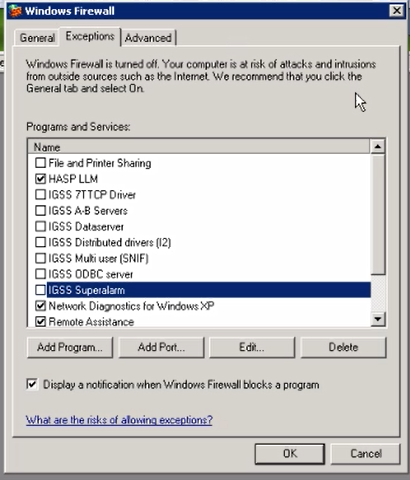 Windows Firewall
General
Exceptions
Advanced
Windows Firewall is turned off. Your computer is at risk of attacks and intrusions
from outside sources such as the Internet. We recommend that you click the
General tab and select On.
Programs and Services:
Name
File and Printer Sharing
HASP LLM
IGSS 7TTCP Driver
IGSS A-B Servers
IGSS Dataserver
IGSS Distributed drivers (I2)
IGSS Multi user (SNIF)
IGSS ODBC server
IGSS Superalarm
Network Diagnostics for Windows XP
Remote Assistance
Add Program...
Add Port...
Edit...
Delete
Display a notification when Windows Firewall blocks a program
What are the risks of allowing exceptions?
OK
Cancel